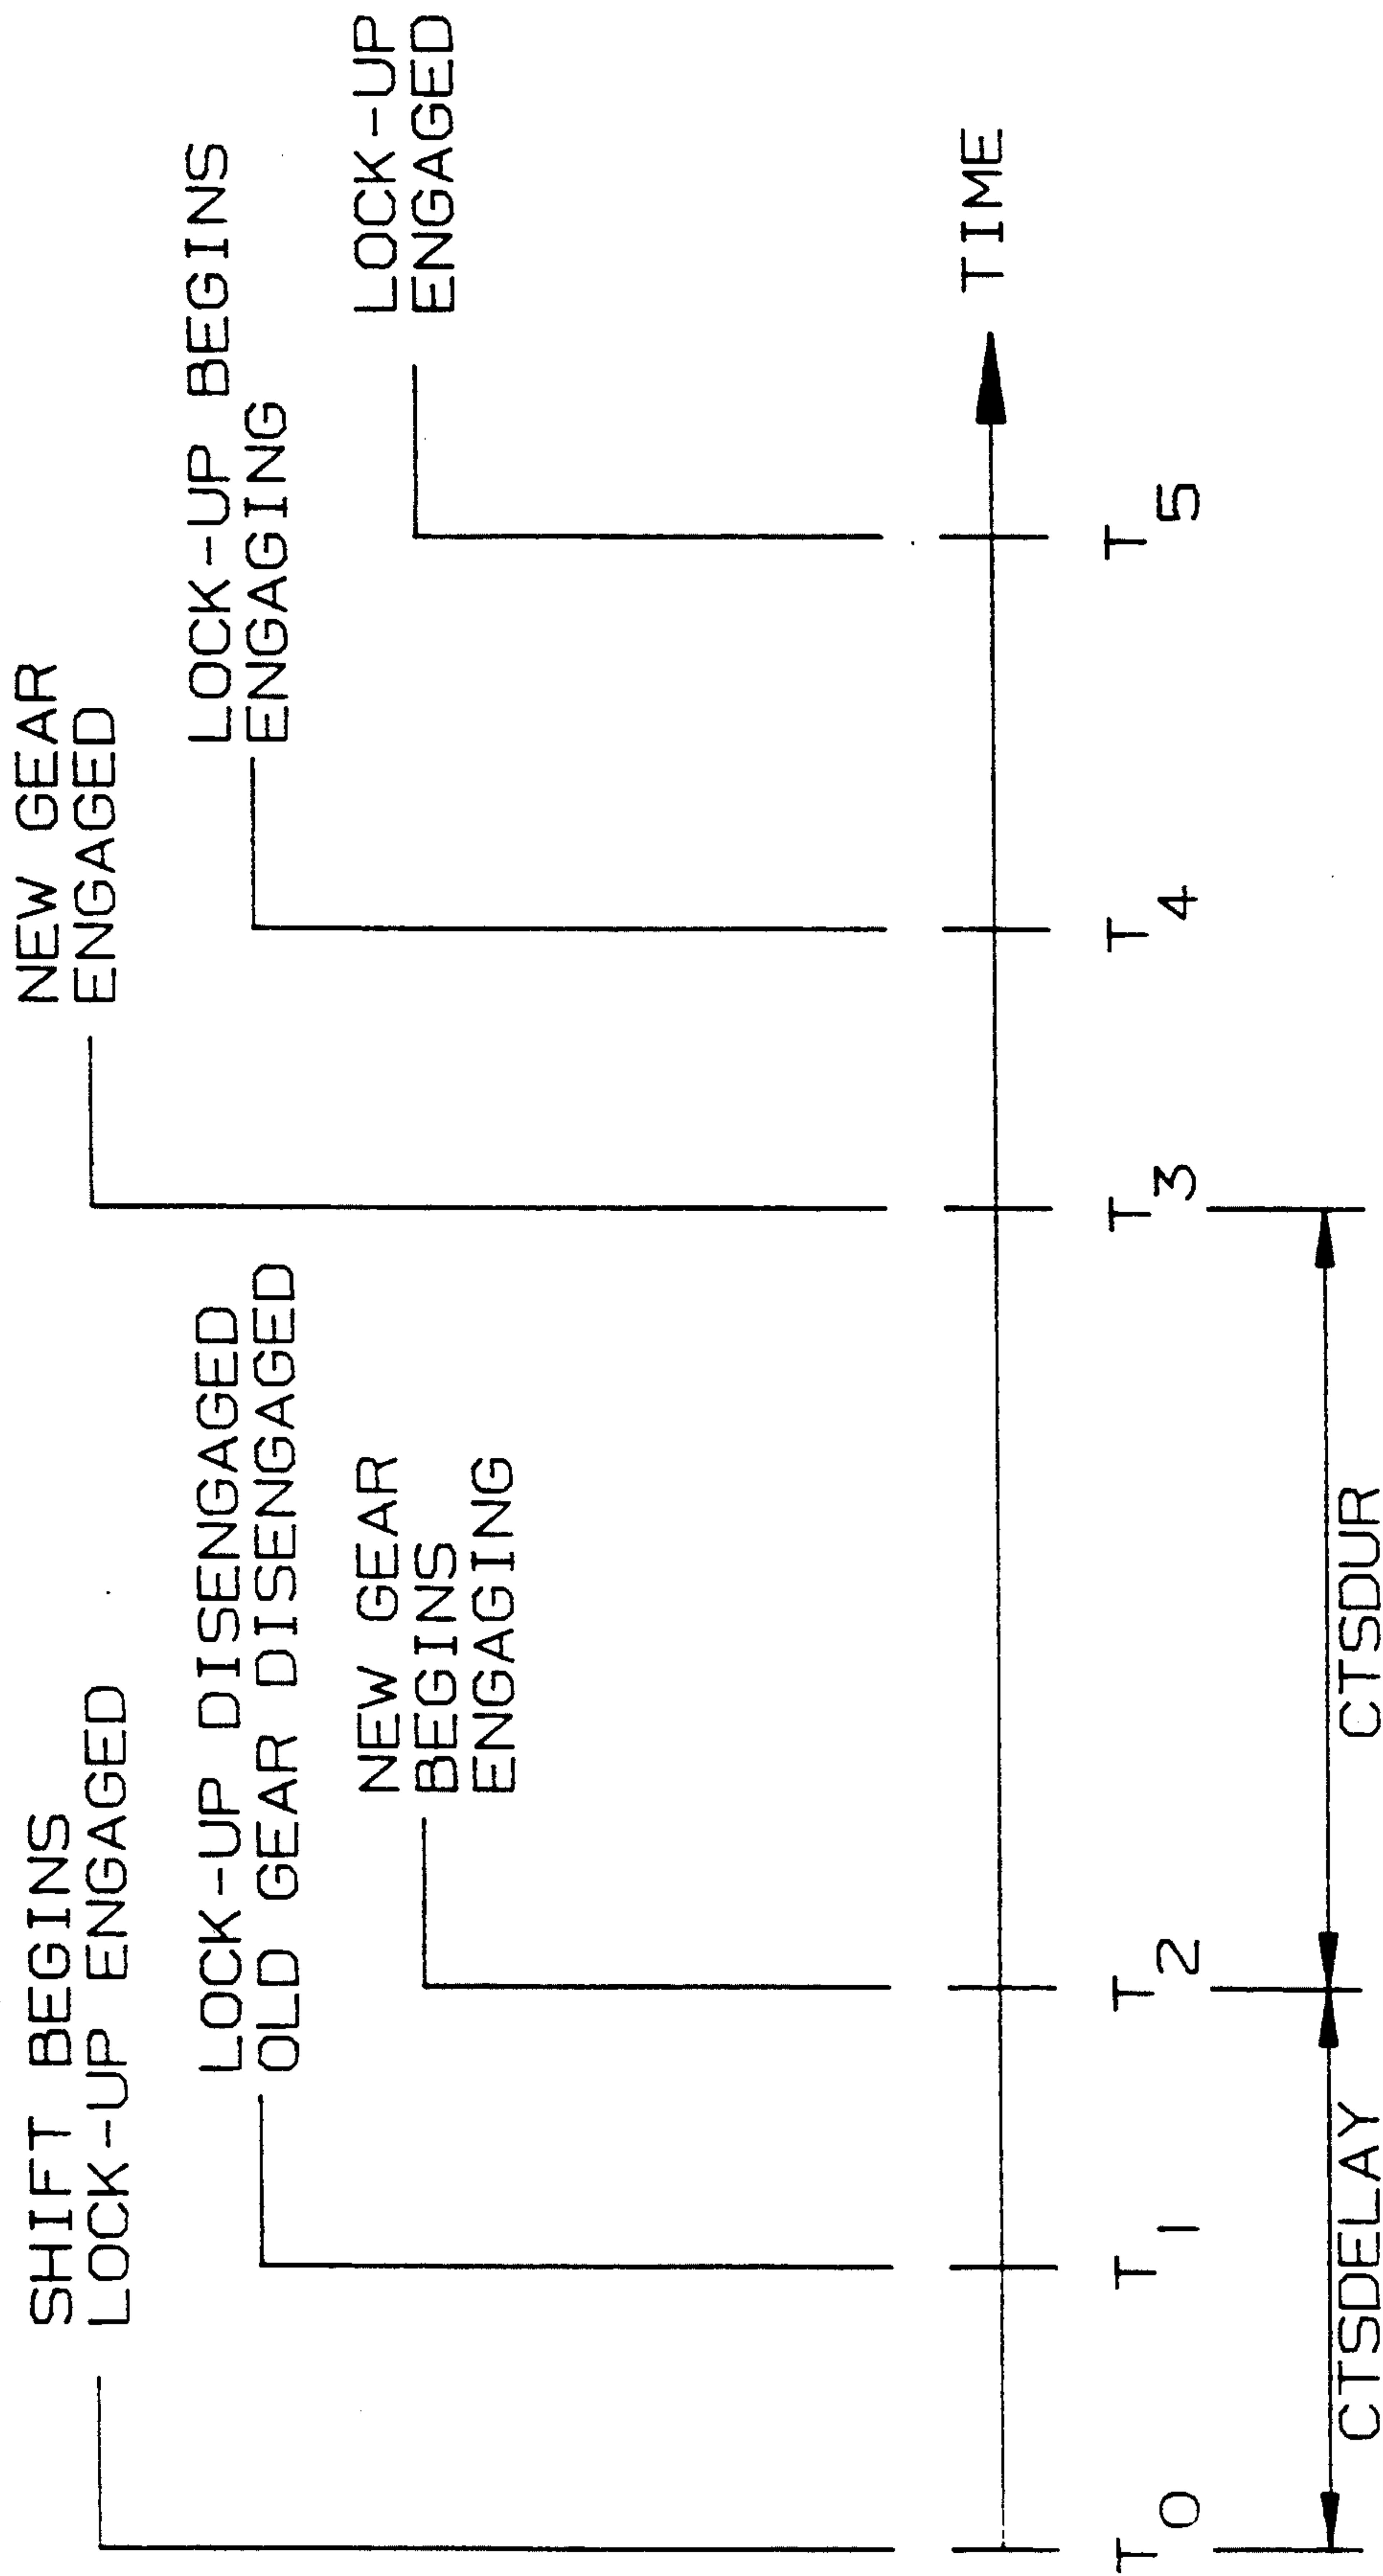 SHIFT BEGINS
LOCK-UP ENGAGED
LOCK-UP DISENGAGED
OLD GEAR DISENGAGED
NEW GEAR
BEGINS
ENGAGING
NEW GEAR
ENGAGED
LOCK-UP BEGINS
ENGAGING
LOCK-UP
ENGAGED
TIME
T0 T1 T2 T3 T4 T5
CTSDELAY CTSDUR